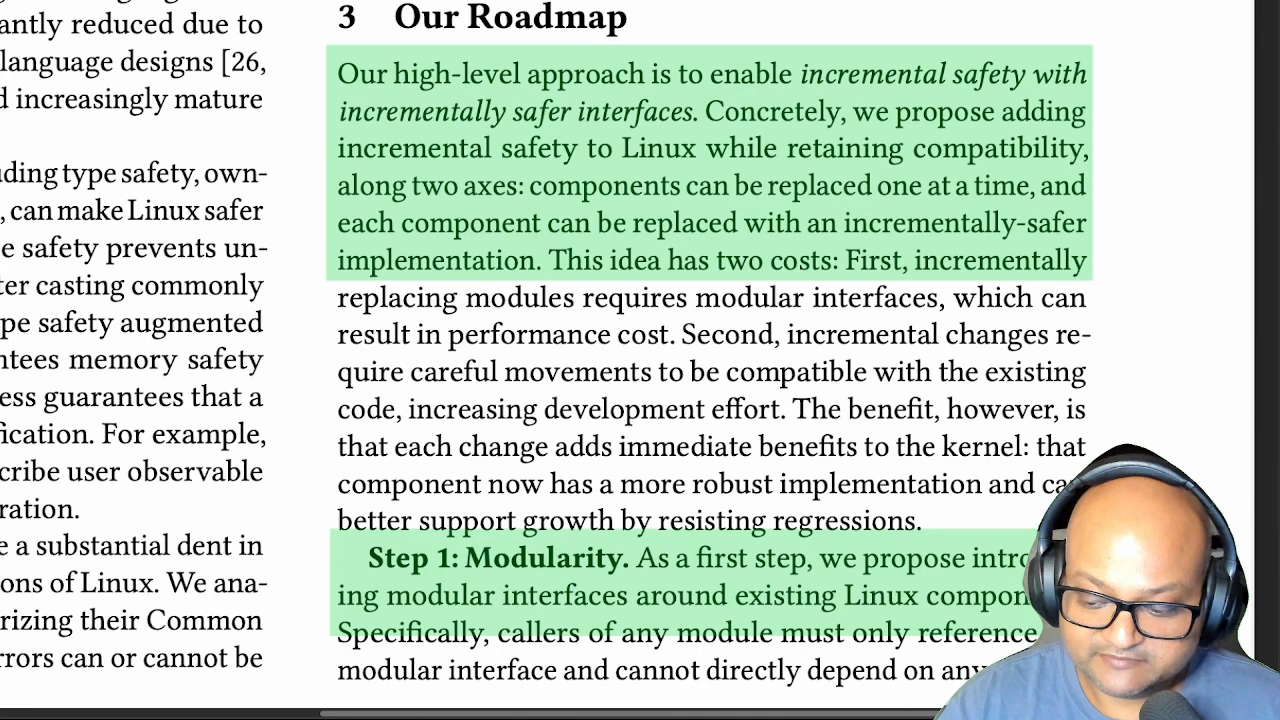 antly reduced due to
language designs [26,
d increasingly mature
ding type safety, own-
, can make Linux safer
e safety prevents un-
ter casting commonly
pe safety augmented
ntees memory safety
ess guarantees that a
fication. For example,
cribe user observable
ration.
e a substantial dent in
ons of Linux. We ana-
rizing their Common
rrors can or cannot be
3 Our Roadmap
Our high-level approach is to enable incremental safety with
incrementally safer interfaces. Concretely, we propose adding
incremental safety to Linux while retaining compatibility,
along two axes: components can be replaced one at a time, and
each component can be replaced with an incrementally-safer
implementation. This idea has two costs: First, incrementally
replacing modules requires modular interfaces, which can
result in performance cost. Second, incremental changes re-
quire careful movements to be compatible with the existing
code, increasing development effort. The benefit, however, is
that each change adds immediate benefits to the kernel: that
component now has a more robust implementation and ca
better support growth by resisting regressions.
Step 1: Modularity. As a first step, we propose intro
ing modular interfaces around existing Linux compon
Specifically, callers of any module must only reference
modular interface and cannot directly depend on any